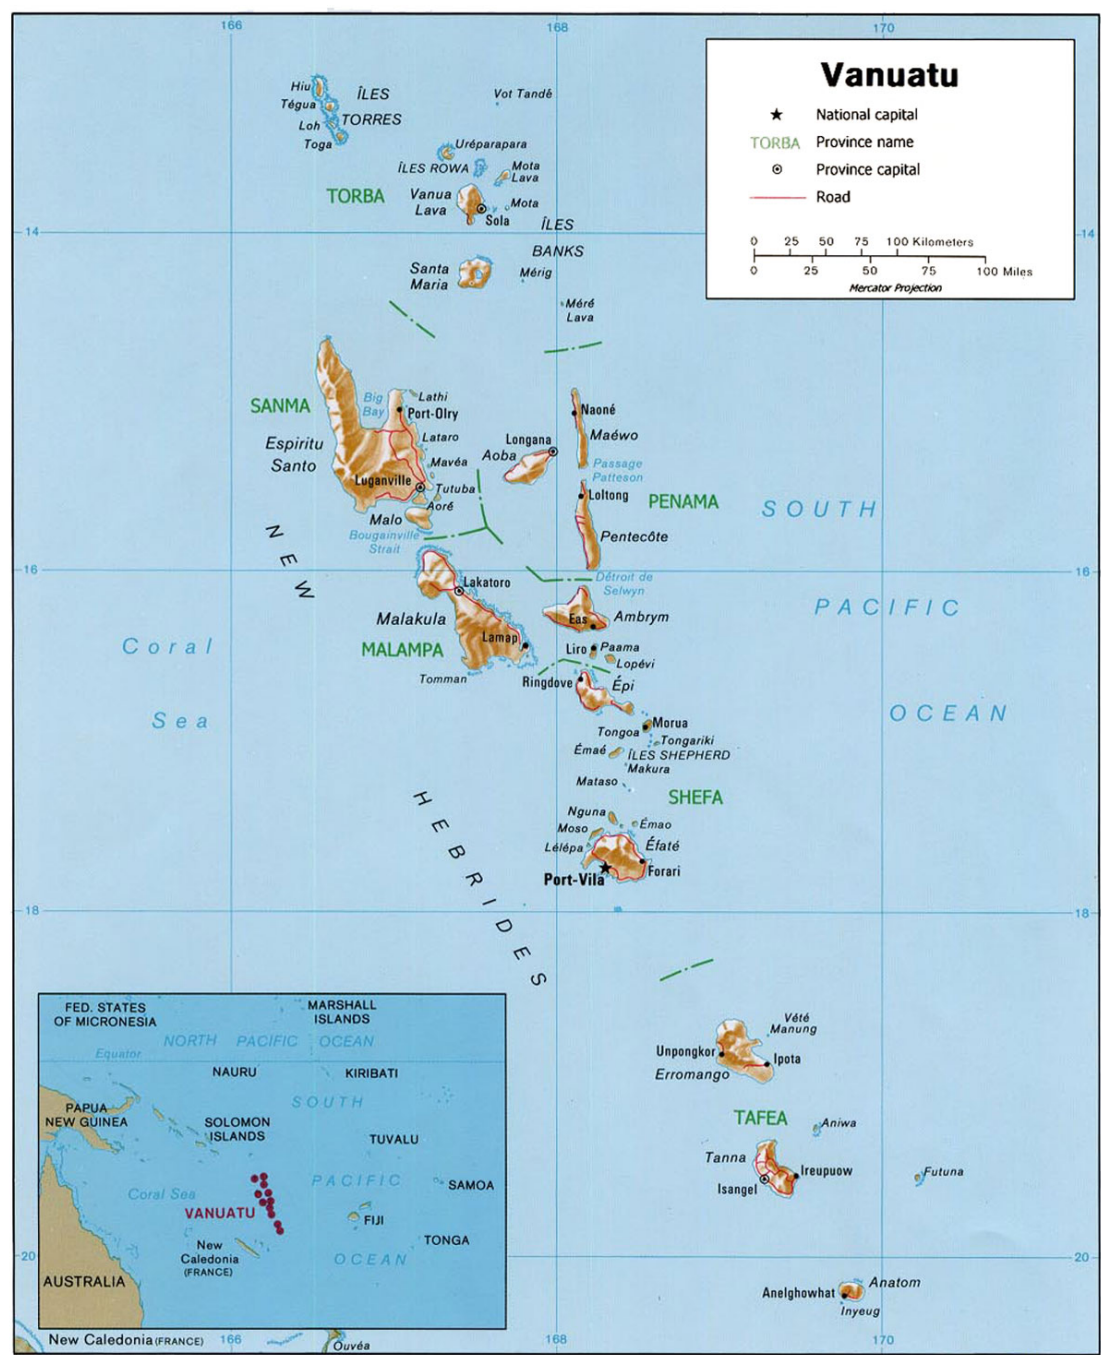 166
168
170
Vanuatu
National capital
TORBA
Province name
Province capital
Road
0 25 50 75 100 Kilometers
0 25 50 75 100 Miles
Mercator Projection
Hiu
Tégua
Loh
Toga
ÎLES
TORRES
Vot Tandé
Uréparapara
ÎLES ROWA
Mota
Lava
TORBA
Vanua
Lava
Mota
Sola
14
14
ÎLES
BANKS
Santa
Maria
Mérig
Méré
Lava
SANMA
Big
Bay
Lathi
Port-Olry
Espiritu
Santo
Lataro
Mavéa
Luganville
Tutuba
Aoré
Malo
Bougainville
Strait
Naoné
Maéwo
Longana
Aoba
Passage
Patteson
Loltong
PENAMA
Pentecôte
SOUTH
PACIFIC
OCEAN
NEW
HEBRIDES
16
16
Détroit de
Selwyn
Lakatoro
Malakula
MALAMPA
Lamap
Tomman
Eas
Ambrym
Liro
Paama
Lopévi
Coral
Sea
Ringdove
Épi
Morua
Tongoa
Tongariki
Émaé
ÎLES SHEPHERD
Makura
Mataso
SHEFA
Nguna
Moso
Émao
Lélépa
Éfaté
Forari
Port-Vila
18
18
Vété
Manung
Unpongkor
Ipota
Erromango
TAFEA
Aniwa
Tanna
Ireupuow
Isangel
Futuna
20
20
Anelghowhat
Anatom
Inyeug
FED. STATES
OF MICRONESIA
MARSHALL
ISLANDS
NORTH PACIFIC OCEAN
Equator
NAURU
KIRIBATI
SOUTH
PAPUA
NEW GUINEA
SOLOMON
ISLANDS
TUVALU
PACIFIC
SAMOA
Coral Sea
VANUATU
FIJI
New
Caledonia
(FRANCE)
TONGA
OCEAN
AUSTRALIA
New Caledonia (FRANCE)
166
Ouvéa
168
170